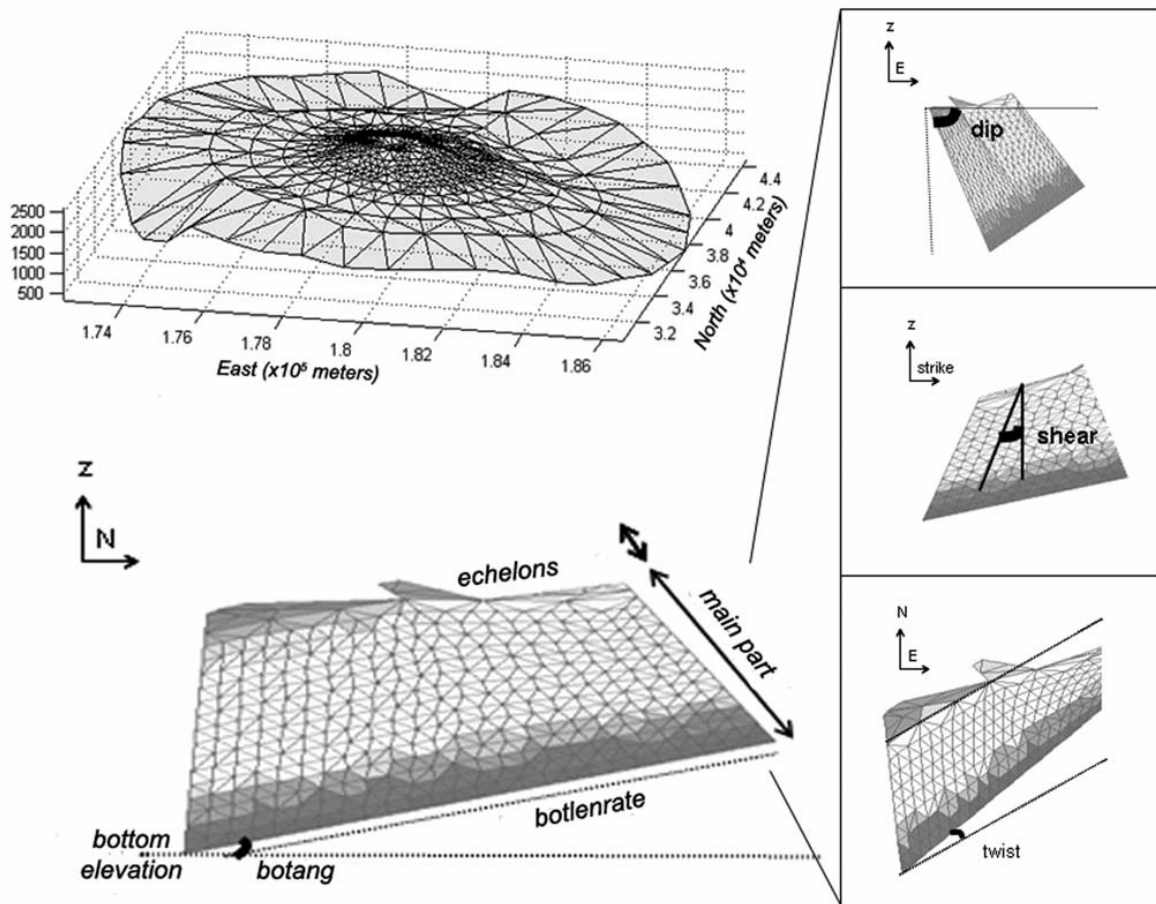 2500
2000
1500
1000
500
1.74
1.76
1.78
1.8
1.82
1.84
1.86
East (x10⁵ meters)
3.2
3.4
3.6
3.8
4
4.2
4.4
North (x10⁴ meters)
z
N
echelons
main part
botlenrate
bottom
elevation
botang
z
E
dip
z
strike
shear
N
E
twist